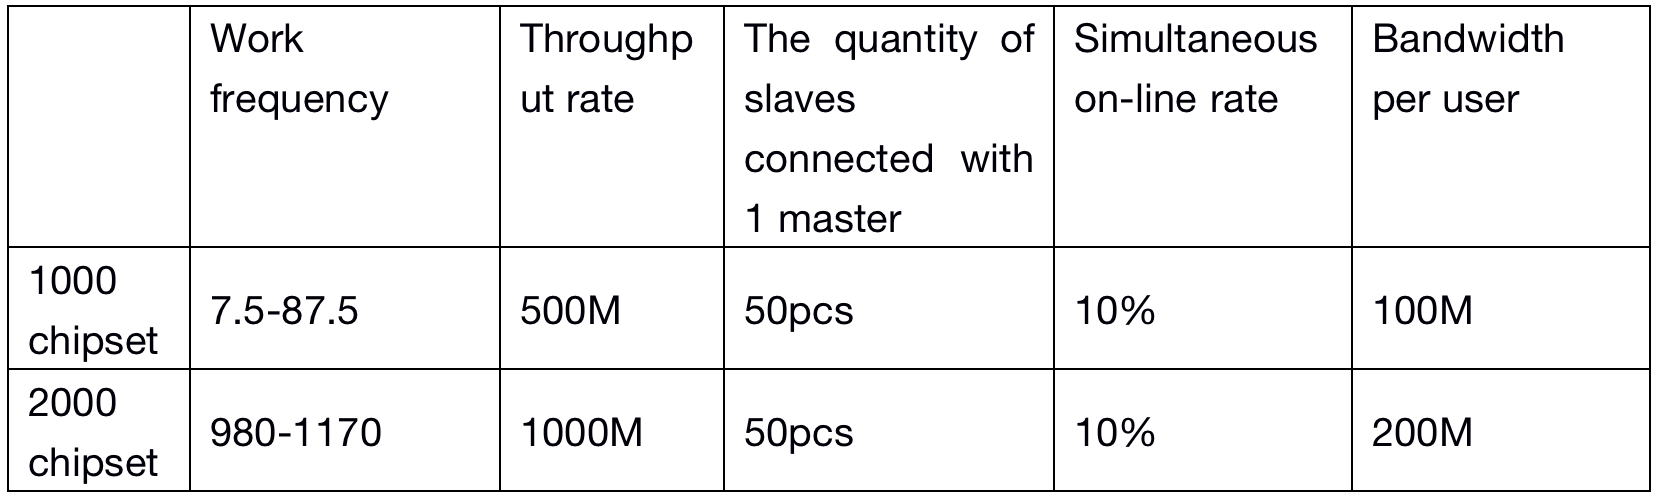 Work
frequency
Throughp
ut rate
The quantity of
slaves
connected with
1 master
Simultaneous
on-line rate
Bandwidth
per user
1000
chipset
7.5-87.5
500M
50pcs
10%
100M
2000
chipset
980-1170
1000M
50pcs
10%
200M